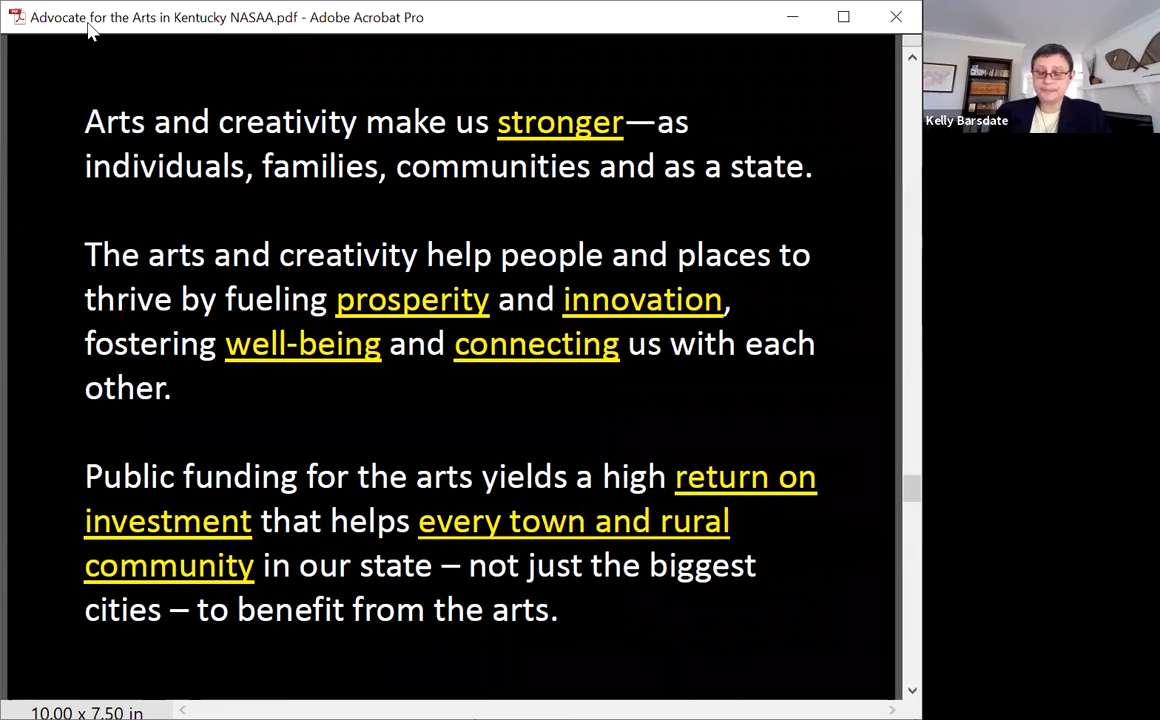 Advocate for the Arts in Kentucky NASAA.pdf - Adobe Acrobat Pro
Kelly Barsdate
Arts and creativity make us stronger—as
individuals, families, communities and as a state.
The arts and creativity help people and places to
thrive by fueling prosperity and innovation,
fostering well-being and connecting us with each
other.
Public funding for the arts yields a high return on
investment that helps every town and rural
community in our state – not just the biggest
cities – to benefit from the arts.
10.00 x 7.50 in